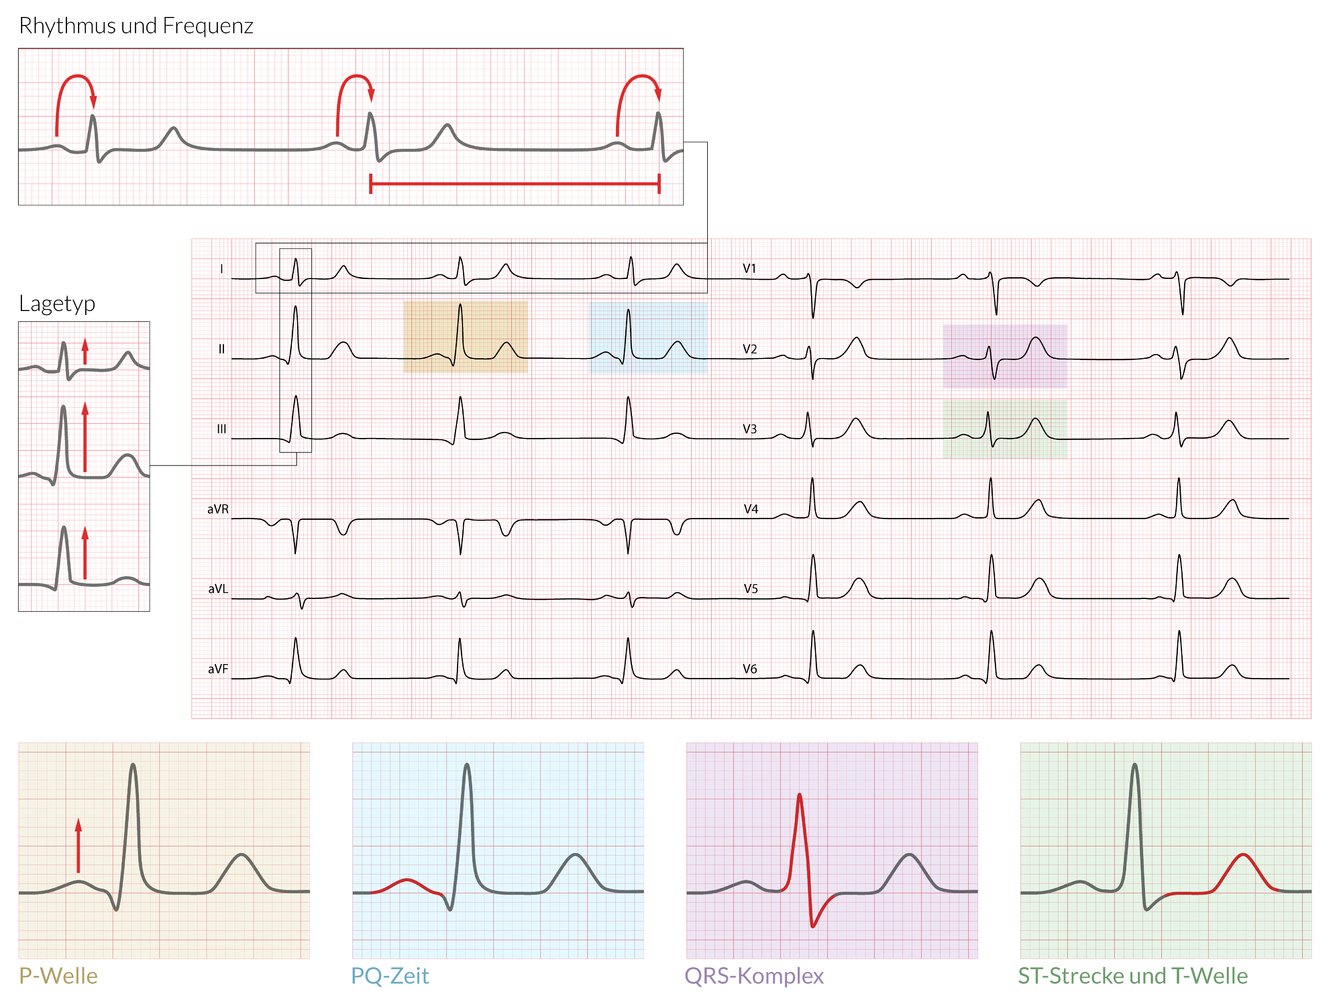 Rhythmus und Frequenz
I
V1
Lagetyp
II
V2
III
V3
aVR
V4
aVL
V5
aVF
V6
P-Welle
PQ-Zeit
QRS-Komplex
ST-Strecke und T-Welle